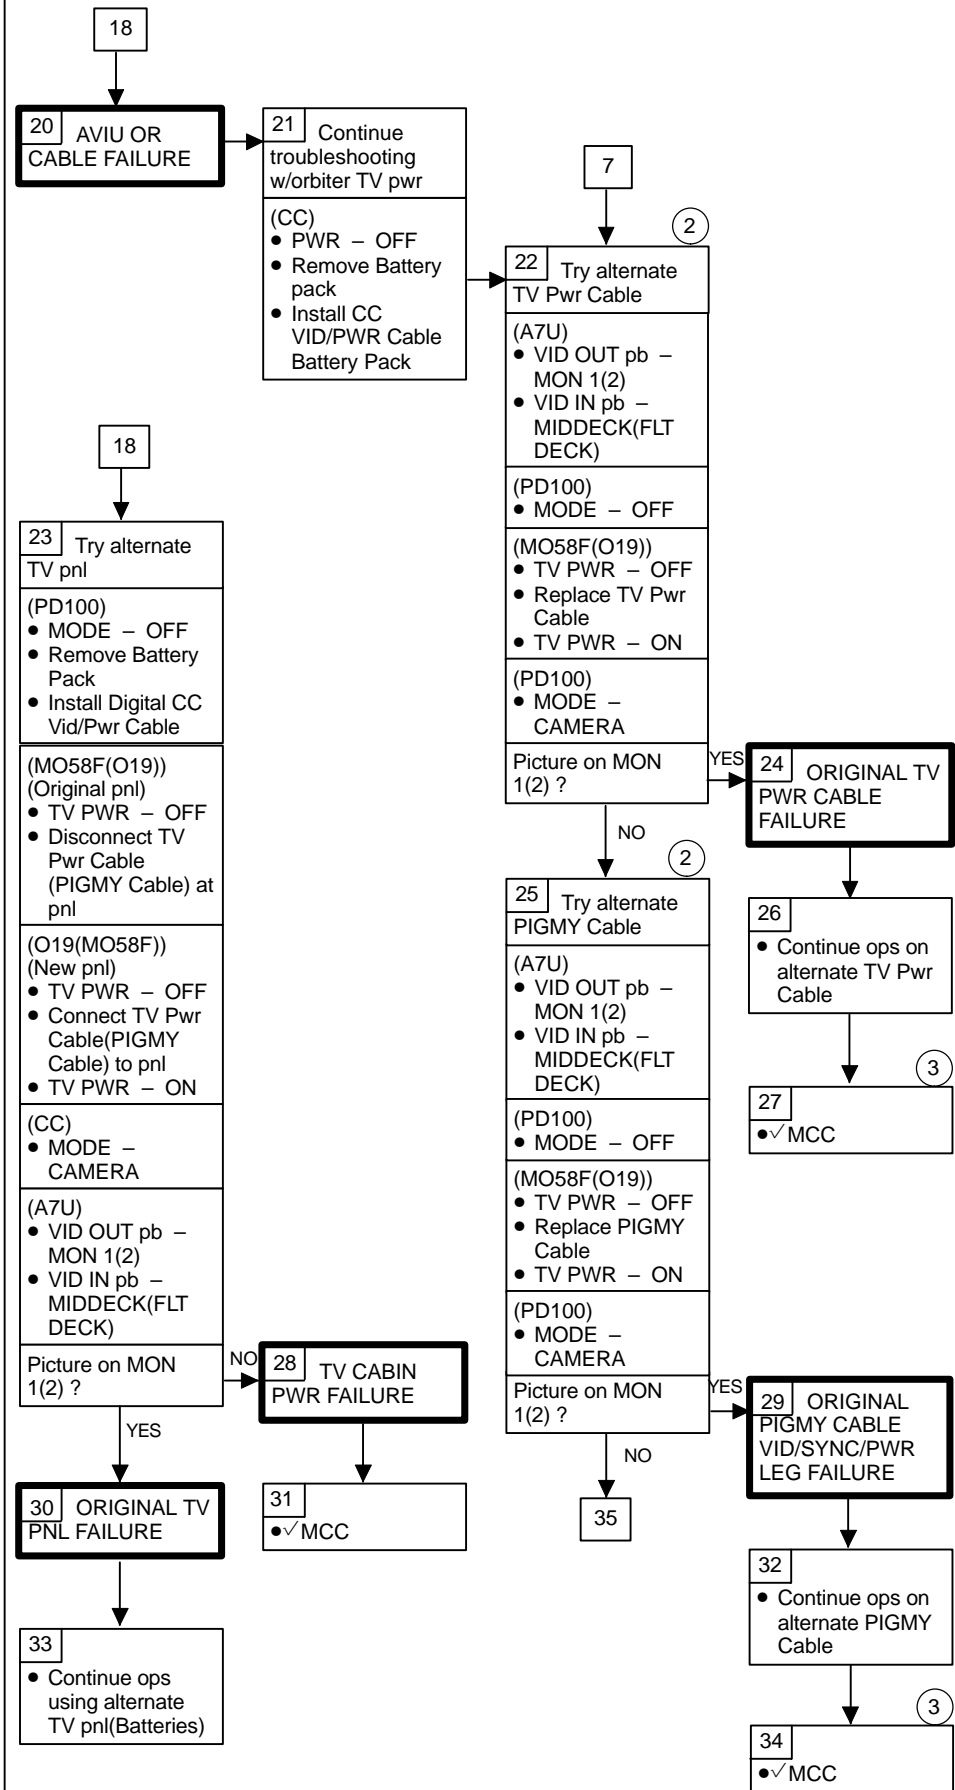 18
20 AVIU OR
CABLE FAILURE
21 Continue
troubleshooting
w/orbiter TV pwr
(CC)
● PWR – OFF
● Remove Battery
pack
● Install CC
VID/PWR Cable
Battery Pack
7
2
22 Try alternate
TV Pwr Cable
(A7U)
● VID OUT pb –
MON 1(2)
● VID IN pb –
MIDDECK(FLT
DECK)
(PD100)
● MODE – OFF
(MO58F(O19))
● TV PWR – OFF
● Replace TV Pwr
Cable
● TV PWR – ON
(PD100)
● MODE –
CAMERA
Picture on MON
1(2) ?
YES
NO
18
23 Try alternate
TV pnl
(PD100)
● MODE – OFF
● Remove Battery
Pack
● Install Digital CC
Vid/Pwr Cable
(MO58F(O19))
(Original pnl)
● TV PWR – OFF
● Disconnect TV
Pwr Cable
(PIGMY Cable) at
pnl
(O19(MO58F))
(New pnl)
● TV PWR – OFF
● Connect TV Pwr
Cable(PIGMY
Cable) to pnl
● TV PWR – ON
(CC)
● MODE –
CAMERA
(A7U)
● VID OUT pb –
MON 1(2)
● VID IN pb –
MIDDECK(FLT
DECK)
Picture on MON
1(2) ?
NO
YES
24 ORIGINAL TV
PWR CABLE
FAILURE
2
25 Try alternate
PIGMY Cable
(A7U)
● VID OUT pb –
MON 1(2)
● VID IN pb –
MIDDECK(FLT
DECK)
(PD100)
● MODE – OFF
(MO58F(O19))
● TV PWR – OFF
● Replace PIGMY
Cable
● TV PWR – ON
(PD100)
● MODE –
CAMERA
Picture on MON
1(2) ?
YES
NO
35
26
● Continue ops on
alternate TV Pwr
Cable
3
27
●√MCC
28 TV CABIN
PWR FAILURE
29 ORIGINAL
PIGMY CABLE
VID/SYNC/PWR
LEG FAILURE
30 ORIGINAL TV
PNL FAILURE
31
●√MCC
32
● Continue ops on
alternate PIGMY
Cable
33
● Continue ops
using alternate
TV pnl(Batteries)
3
34
●√MCC